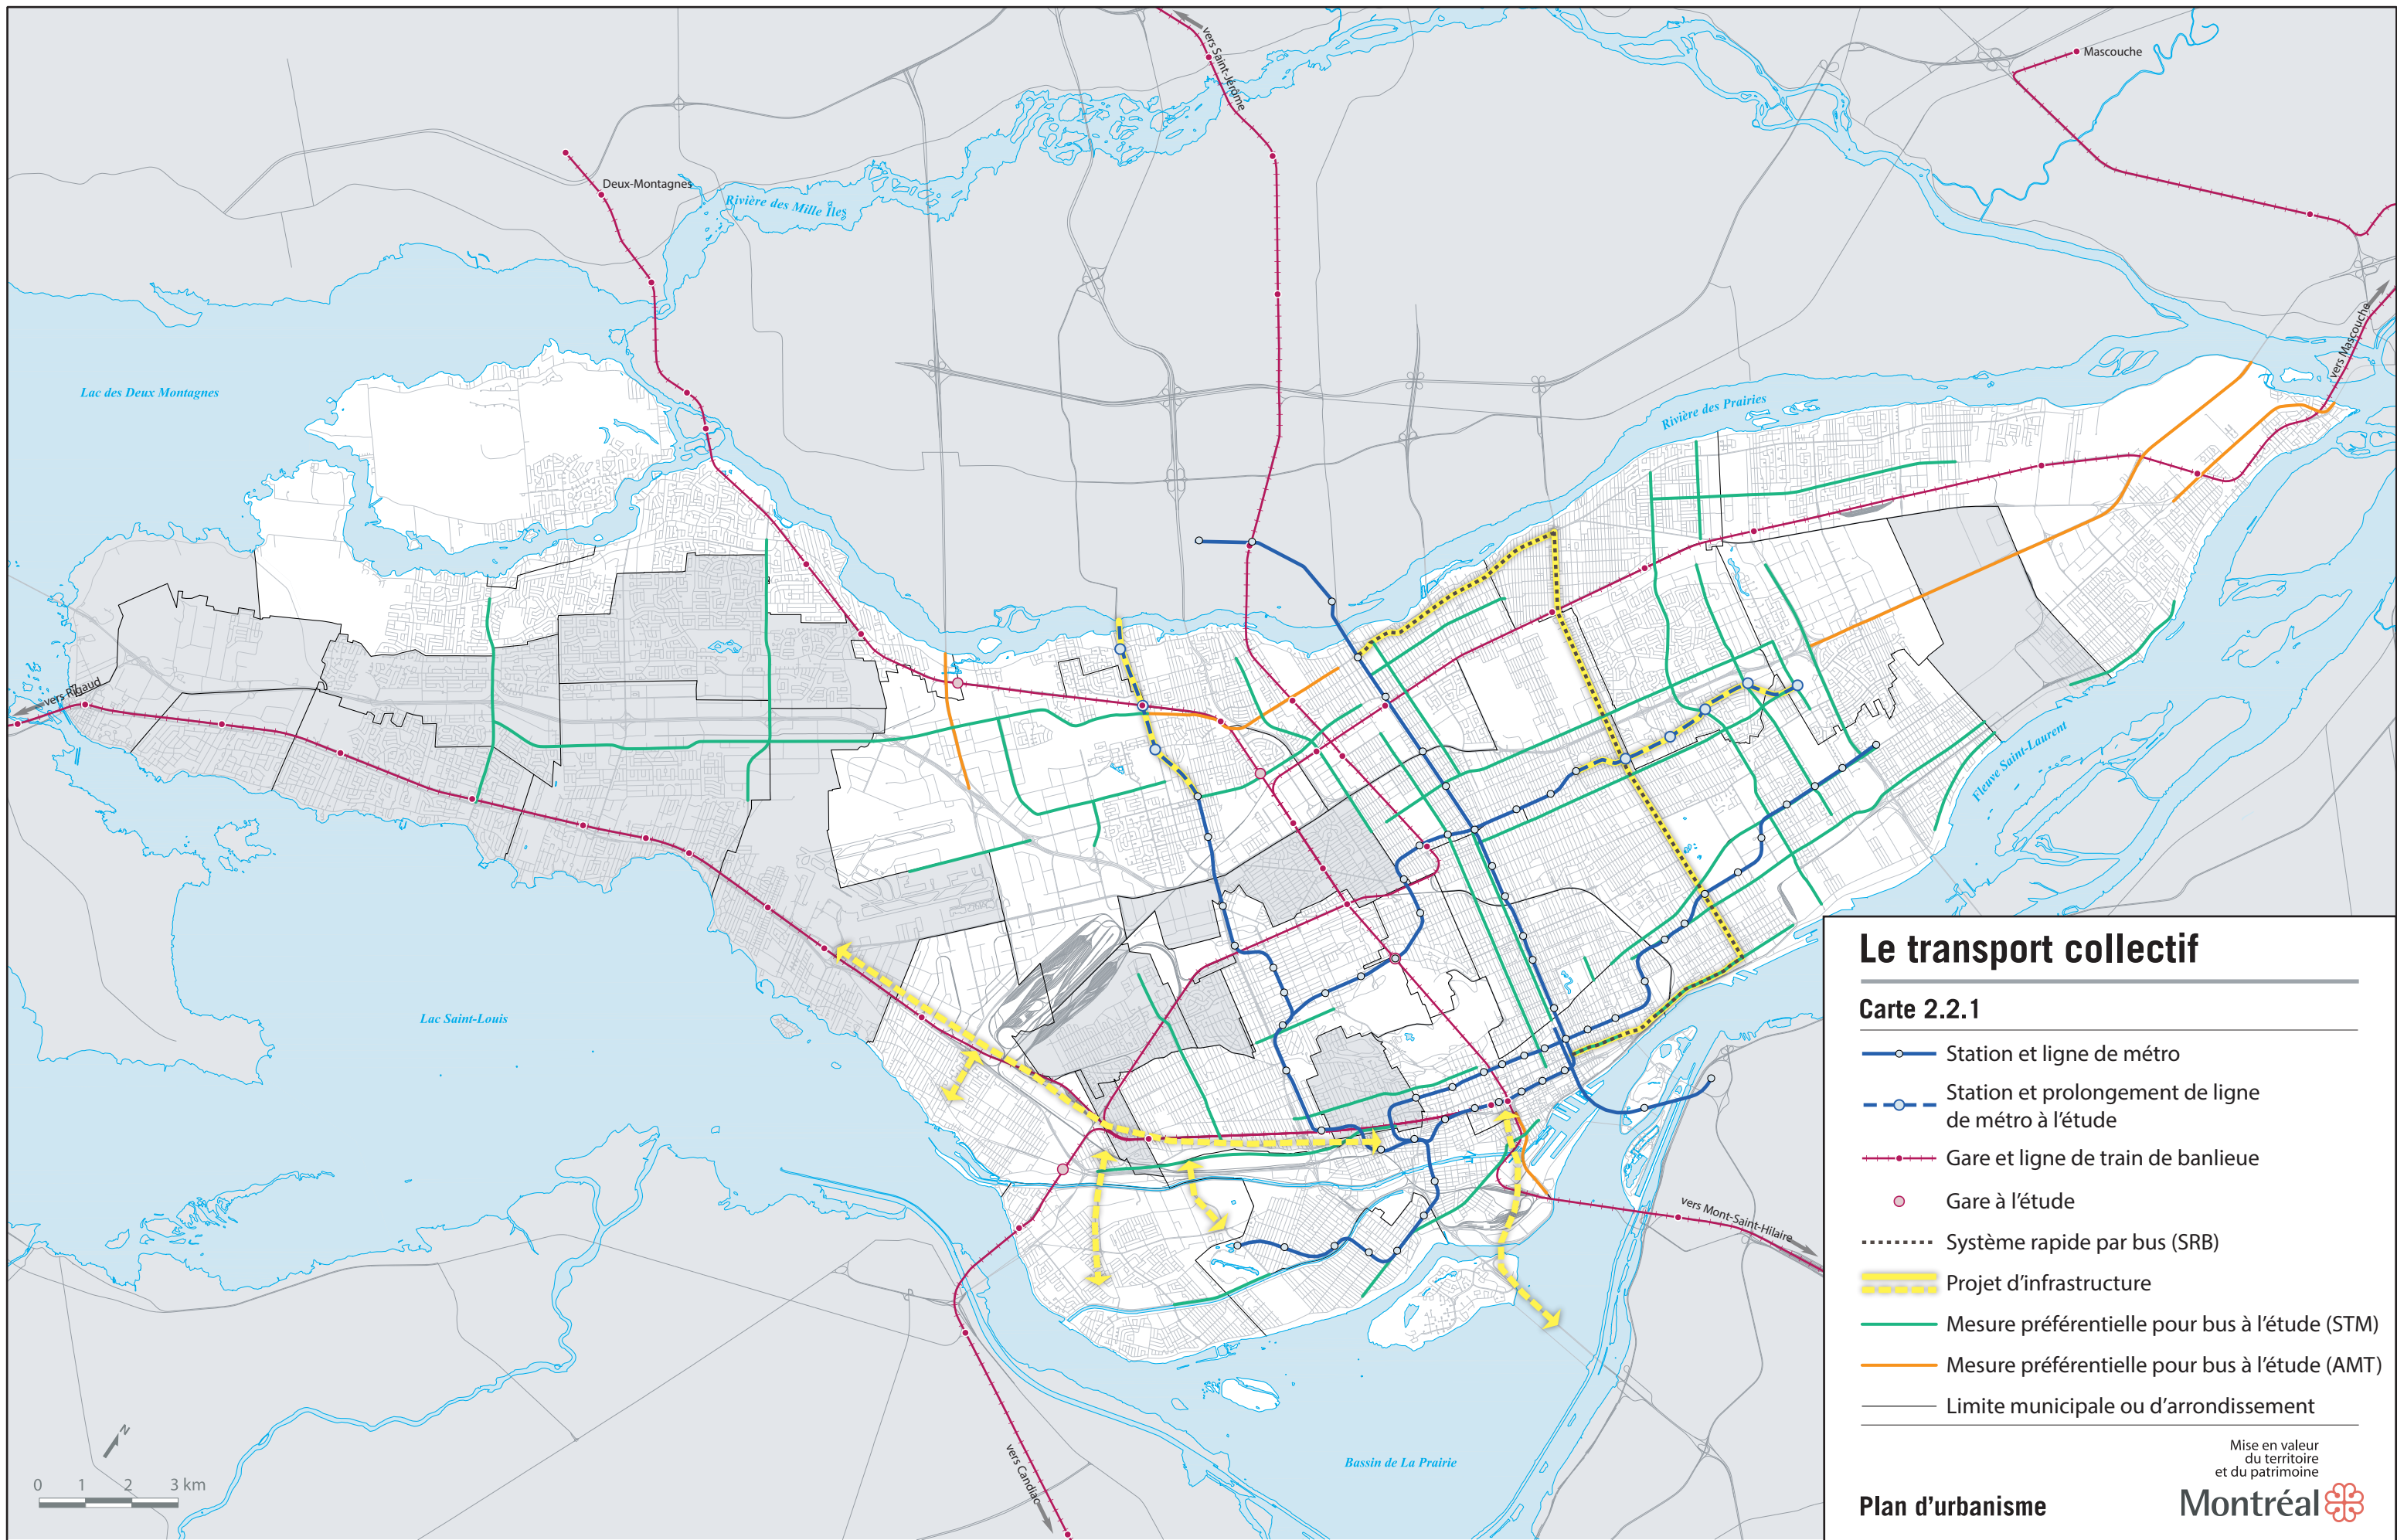 vers Saint-Jérôme
Mascouche
Deux-Montagnes
Rivière des Mille Îles
vers Mascouche
Lac des Deux Montagnes
Rivière des Prairies
vers Rigaud
Fleuve Saint-Laurent
Lac Saint-Louis
vers Mont-Saint-Hilaire
vers Candiac
Bassin de La Prairie
N
0 1 2 3 km
Le transport collectif
Carte 2.2.1
Station et ligne de métro
Station et prolongement de ligne
de métro à l'étude
Gare et ligne de train de banlieue
Gare à l'étude
Système rapide par bus (SRB)
Projet d'infrastructure
Mesure préférentielle pour bus à l'étude (STM)
Mesure préférentielle pour bus à l'étude (AMT)
Limite municipale ou d'arrondissement
Mise en valeur
du territoire
et du patrimoine
Plan d'urbanisme
Montréal